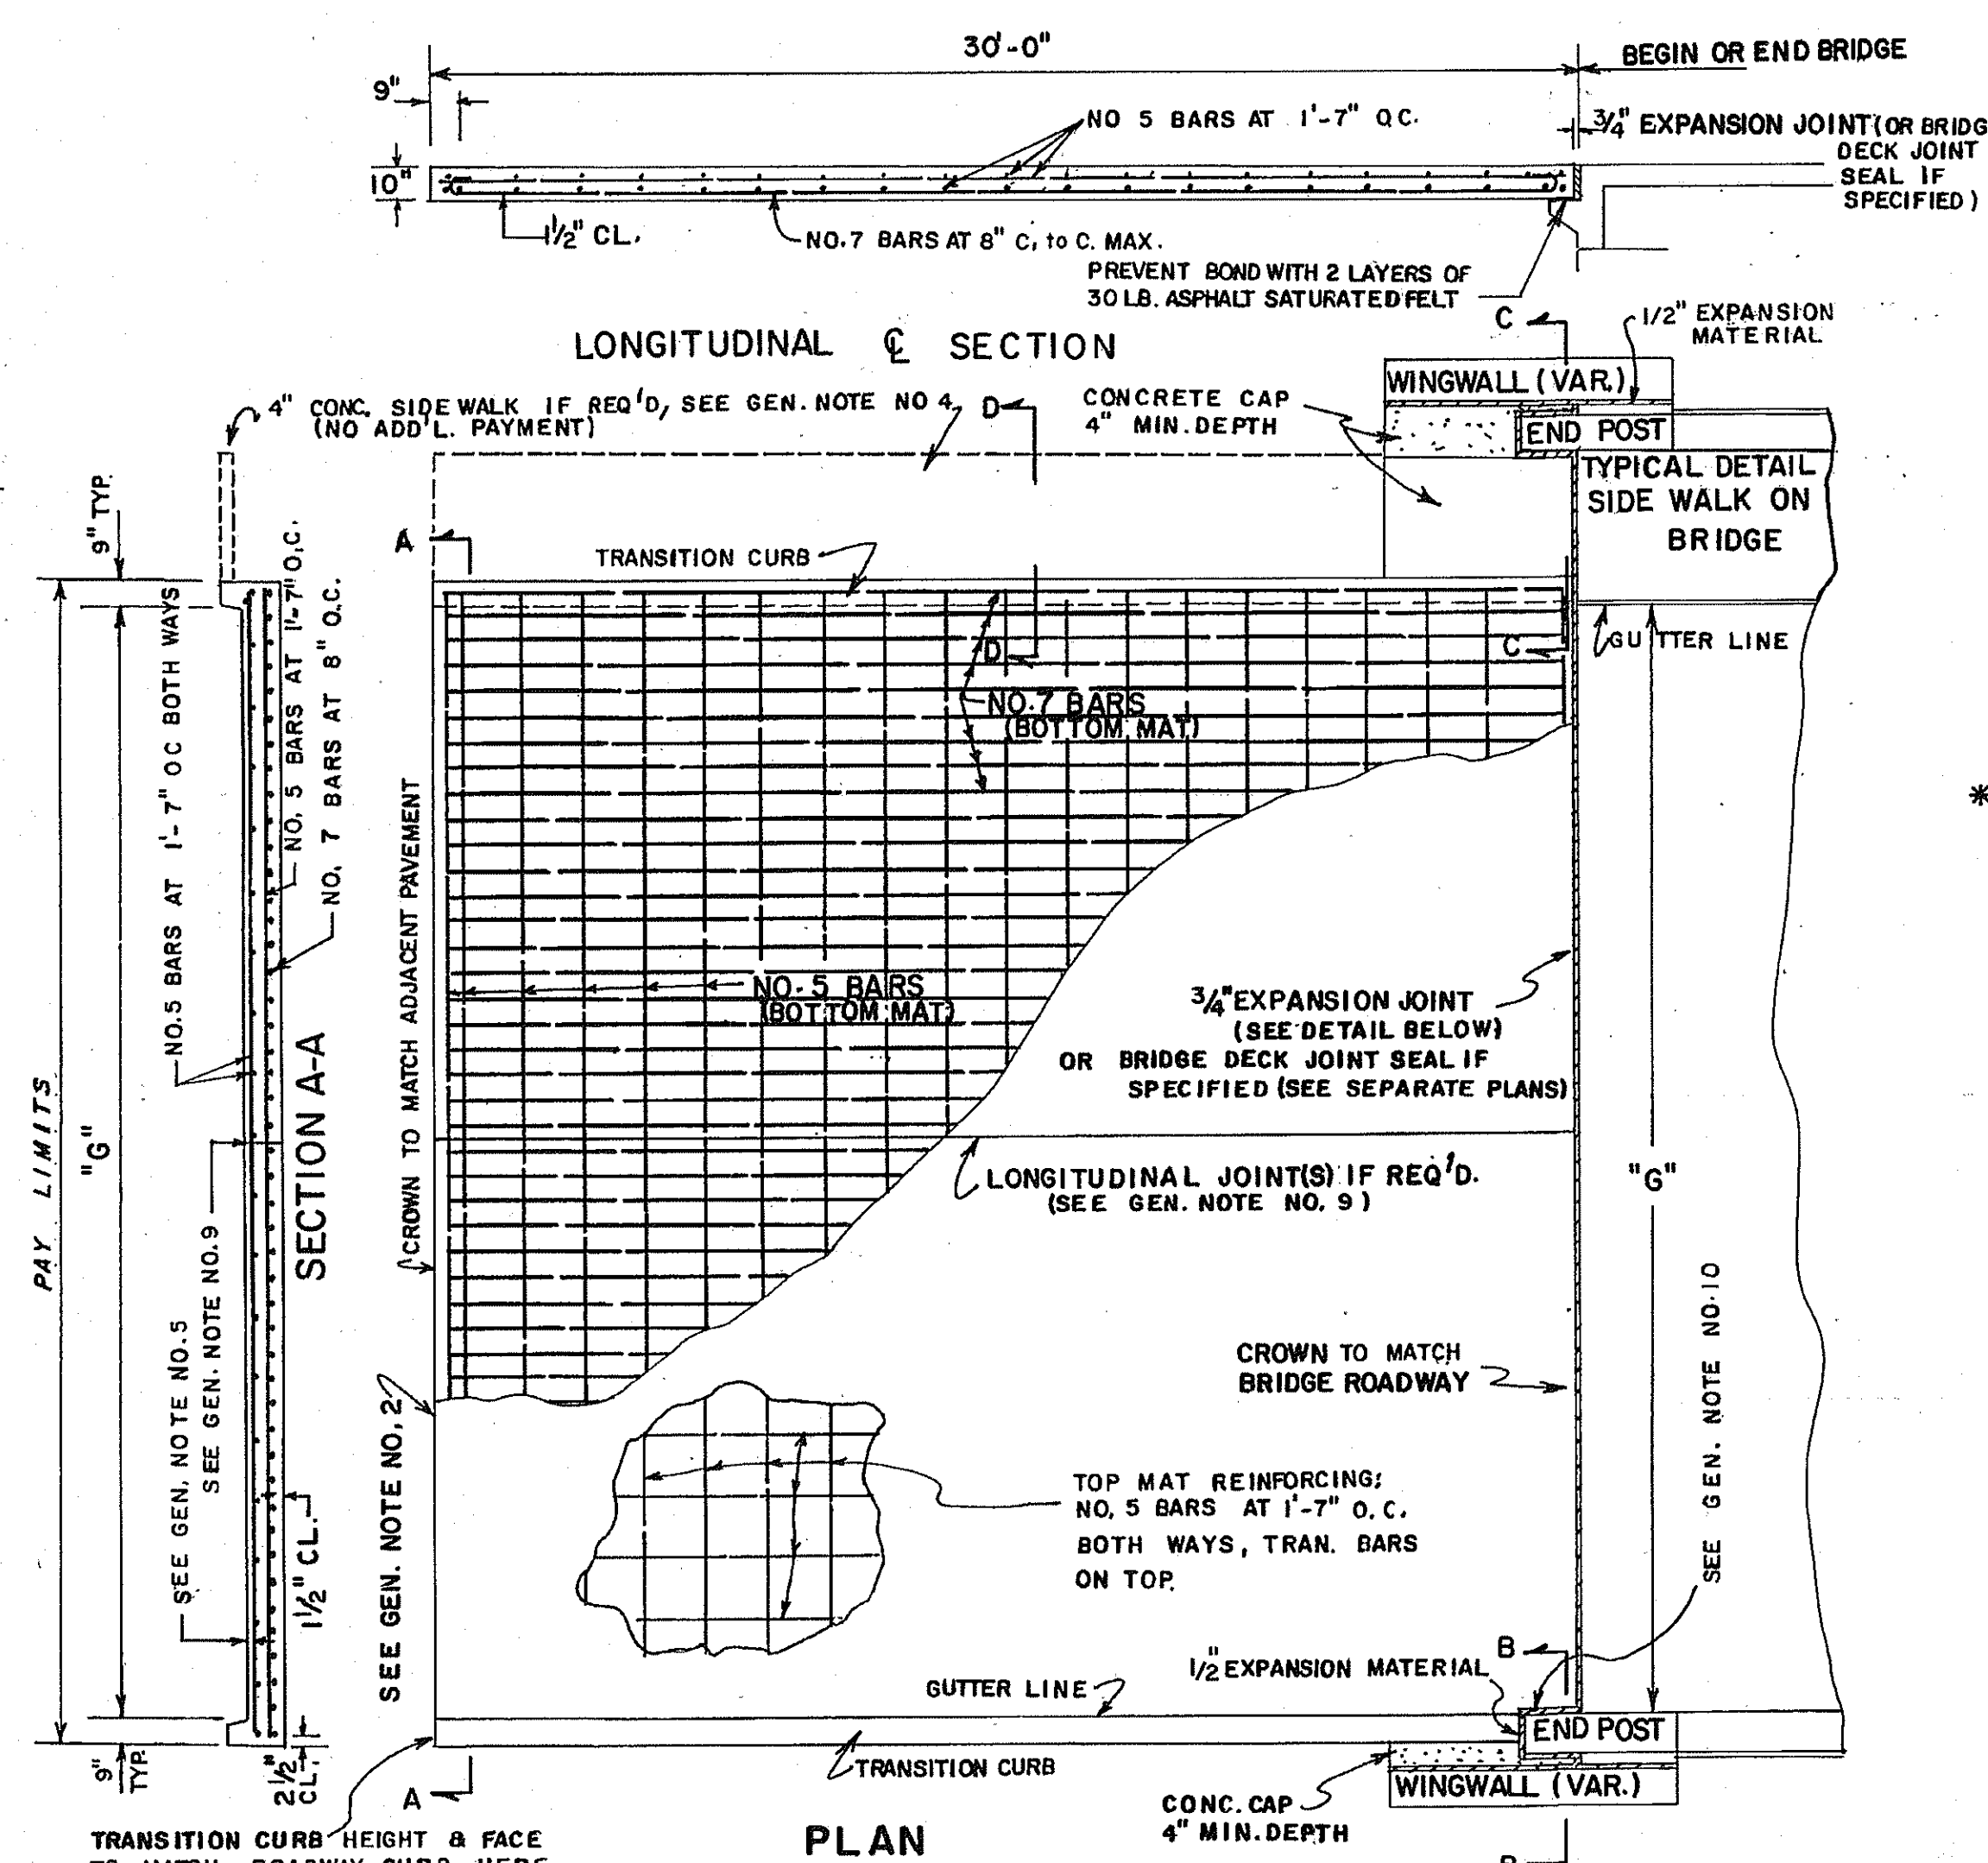 30'-0"
BEGIN OR END BRIDGE
9"
NO 5 BARS AT 1'-7" O.C.
3/4" EXPANSION JOINT (OR BRIDG
DECK JOINT
SEAL IF
SPECIFIED)
10"
1 1/2" CL.
NO. 7 BARS AT 8" C, to C. MAX.
PREVENT BOND WITH 2 LAYERS OF
30 LB. ASPHALT SATURATED FELT
LONGITUDINAL ℄ SECTION
C
1/2" EXPANSION
MATERIAL
WINGWALL (VAR.)
4" CONC. SIDE WALK IF REQ'D, SEE GEN. NOTE NO 4
(NO ADD'L. PAYMENT)
D
CONCRETE CAP
4" MIN. DEPTH
END POST
TYPICAL DETAIL
SIDE WALK ON
BRIDGE
9" TYP.
A
TRANSITION CURB
D
C
GUTTER LINE
NO. 7 BARS
(BOTTOM MAT)
NO. 5 BARS AT 1'-7" OC BOTH WAYS
NO. 5 BARS AT 1'-7" O.C.
NO. 7 BARS AT 8" O.C.
*
CROWN TO MATCH ADJACENT PAVEMENT
NO. 5 BARS
(BOTTOM MAT)
3/4" EXPANSION JOINT
(SEE DETAIL BELOW)
OR BRIDGE DECK JOINT SEAL IF
SPECIFIED (SEE SEPARATE PLANS)
PAY LIMITS
"G"
SECTION A-A
LONGITUDINAL JOINT(S) IF REQ'D.
(SEE GEN. NOTE NO. 9)
"G"
SEE GEN. NOTE NO. 5
SEE GEN. NOTE NO. 9
CROWN TO MATCH
BRIDGE ROADWAY
SEE GEN. NOTE NO. 10
1 1/2" CL.
SEE GEN. NOTE NO. 2
TOP MAT REINFORCING:
NO. 5 BARS AT 1'-7" O.C.
BOTH WAYS, TRAN. BARS
ON TOP.
B
1/2" EXPANSION MATERIAL
GUTTER LINE
END POST
9"
TYP.
2 1/2"
CL.
TRANSITION CURB
WINGWALL (VAR.)
A
CONC. CAP
4" MIN. DEPTH
PLAN
TRANSITION CURB HEIGHT & FACE
TO MATCH ROADWAY CURB HERE
B